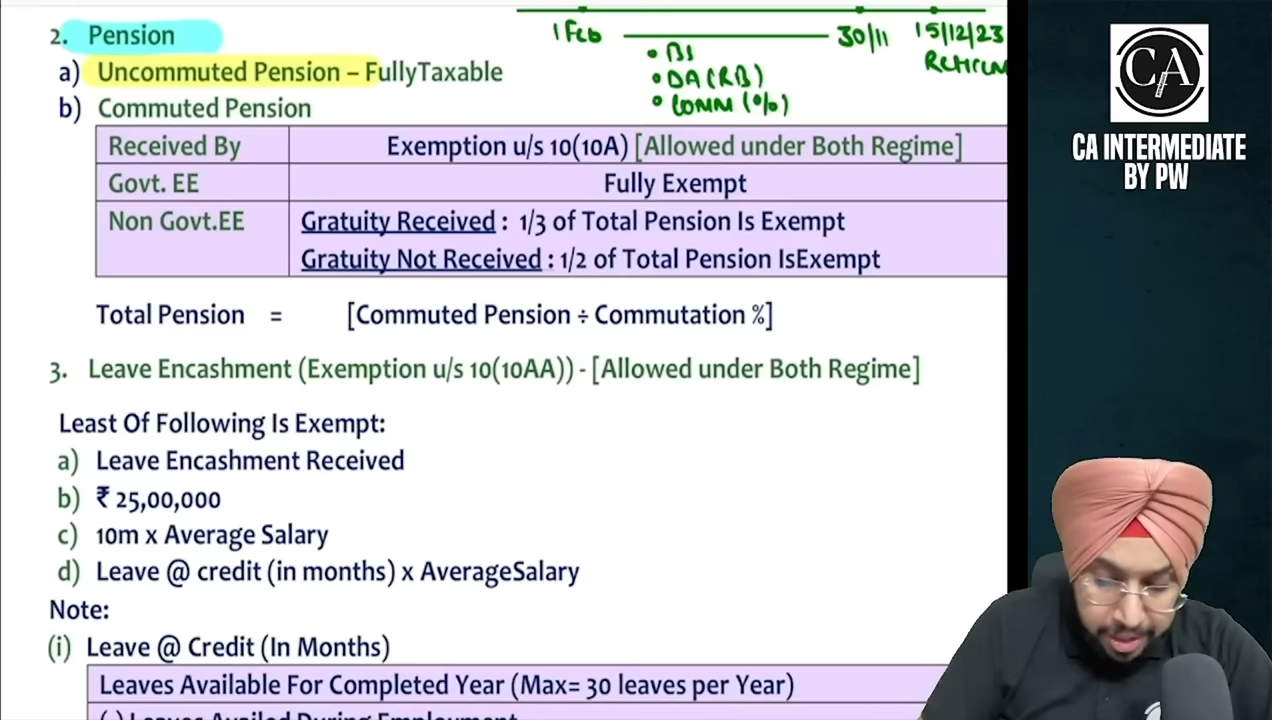 1 Feb 30/11 15/12/23
2. Pension
• BS
a) Uncommuted Pension – FullyTaxable
• DA (RB)
b) Commuted Pension
• COMM (%)
Received By Exemption u/s 10(10A) [Allowed under Both Regime]
Govt. EE Fully Exempt
Non Govt.EE Gratuity Received : 1/3 of Total Pension Is Exempt
Gratuity Not Received : 1/2 of Total Pension IsExempt
Total Pension = [Commuted Pension ÷ Commutation %]
3. Leave Encashment (Exemption u/s 10(10AA)) - [Allowed under Both Regime]
Least Of Following Is Exempt:
a) Leave Encashment Received
b) ₹ 25,00,000
c) 10m x Average Salary
d) Leave @ credit (in months) x AverageSalary
Note:
(i) Leave @ Credit (In Months)
Leaves Available For Completed Year (Max= 30 leaves per Year)
(-) Leaves Availed During Employment
CA
CA INTERMEDIATE
BY PW